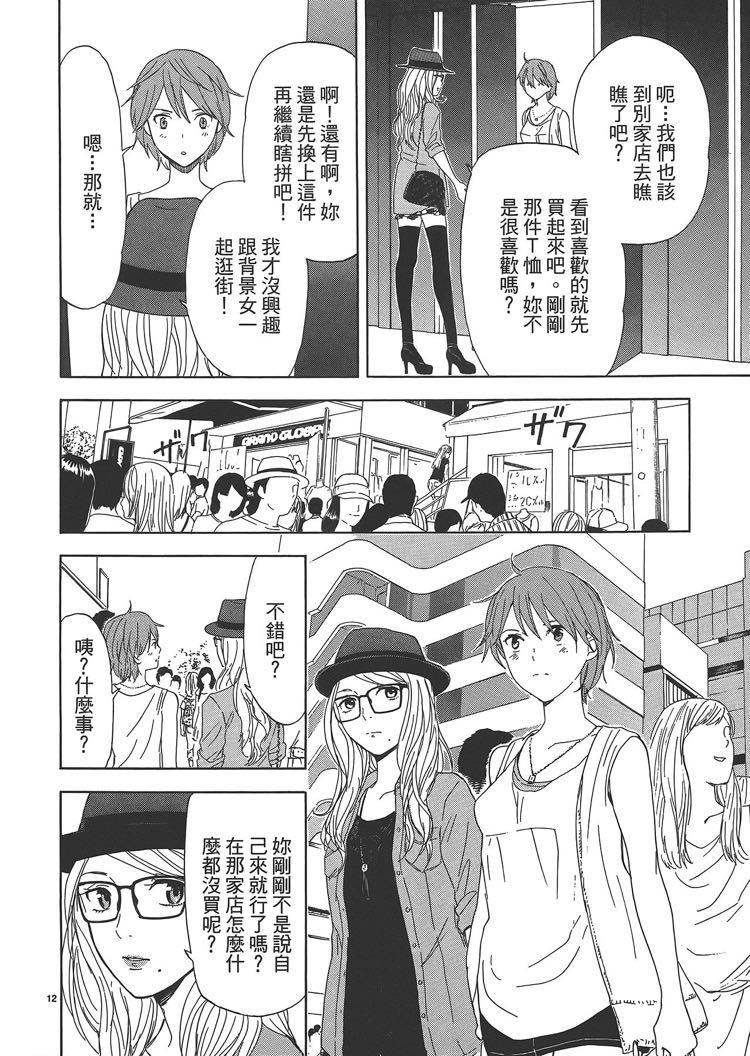 呃…我們也該
到別家店去瞧
瞧了吧？
看到喜歡的就先
買起來吧。剛剛
那件T恤，妳不
是很喜歡嗎？
啊！還有啊，妳
還是先換上這件
再繼續瞎拼吧！
我才沒興趣
跟背景女一
起逛街！
嗯…那就…
ザワ
ザワ
GRAND GLOBAL
不錯吧？
咦？什麼事？
妳剛剛不是說自
己來就行了嗎？
在那家店怎麼什
麼都沒買呢？
12